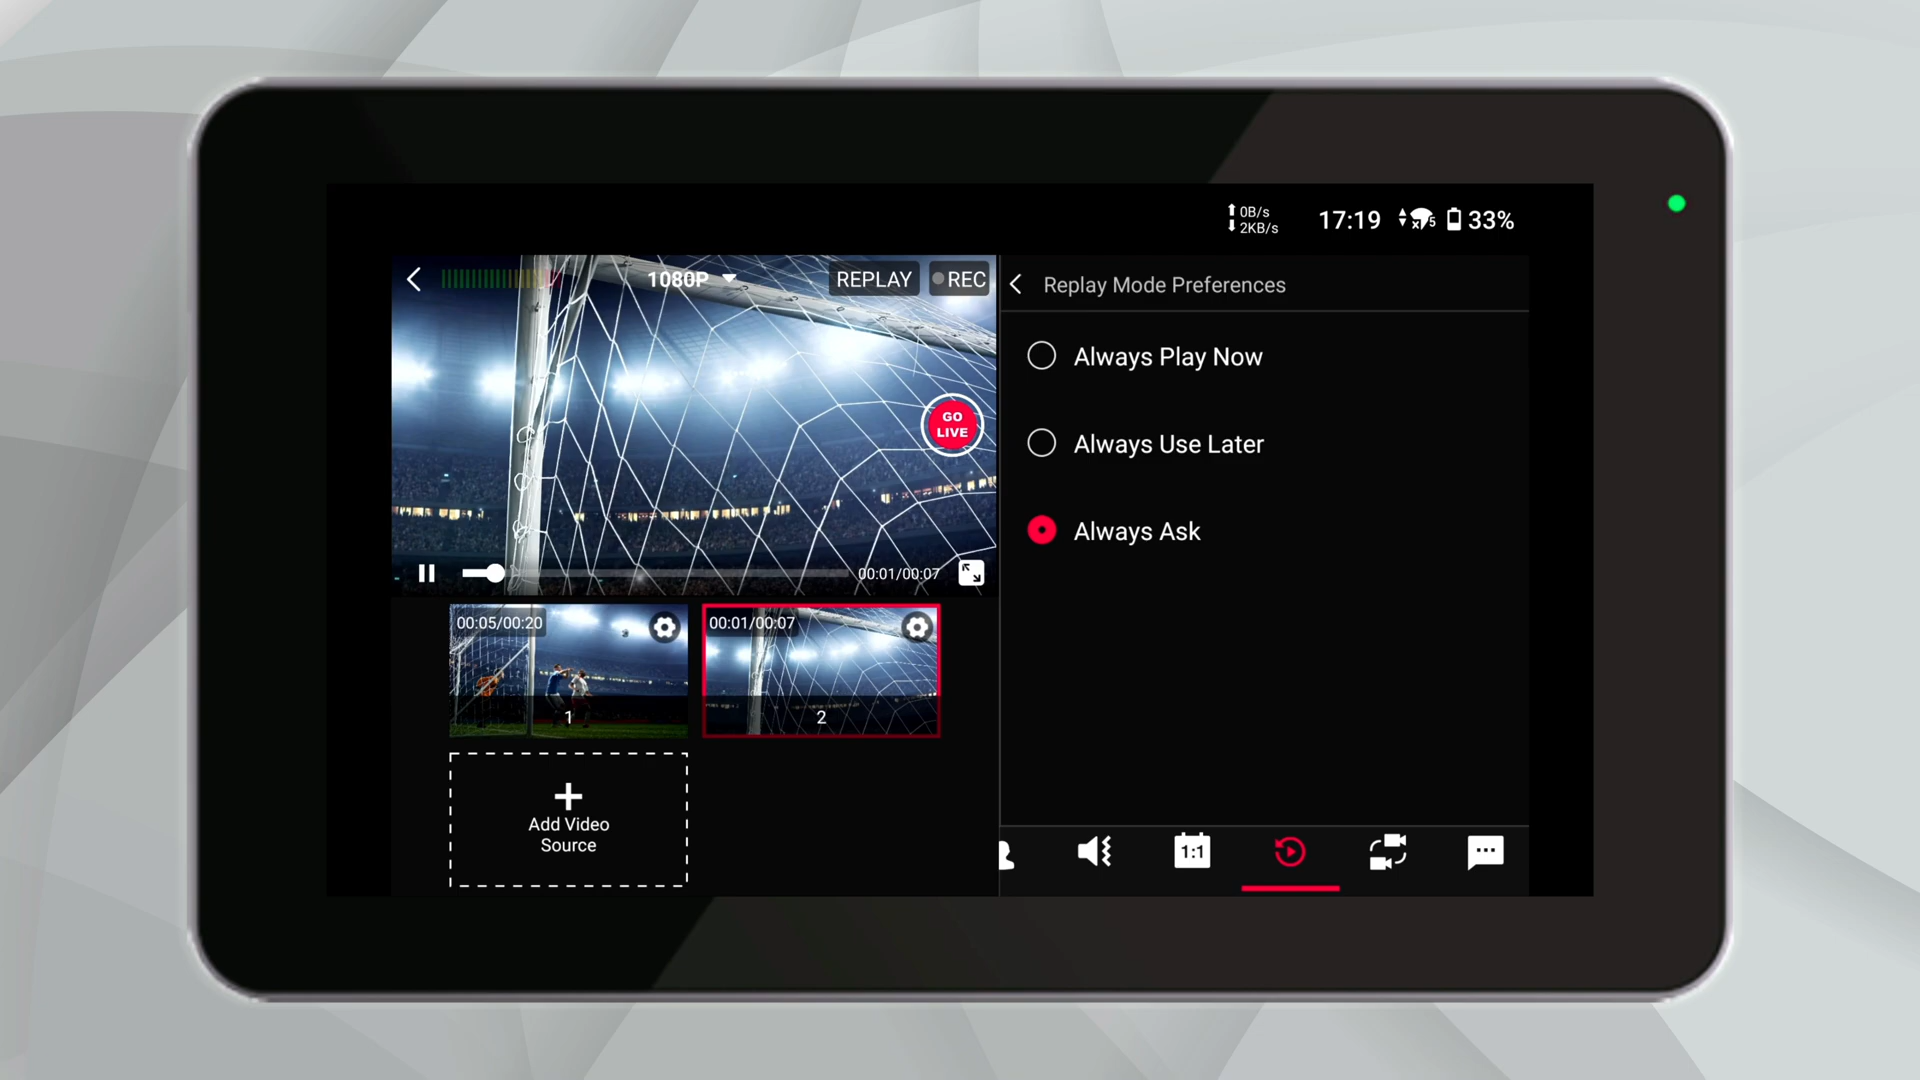 0B/s
2KB/s
17:19
5
33%
1080P
REPLAY
REC
GO
LIVE
00:01/00:07
00:05/00:20
1
00:01/00:07
2
Add Video
Source
Replay Mode Preferences
Always Play Now
Always Use Later
Always Ask
1:1